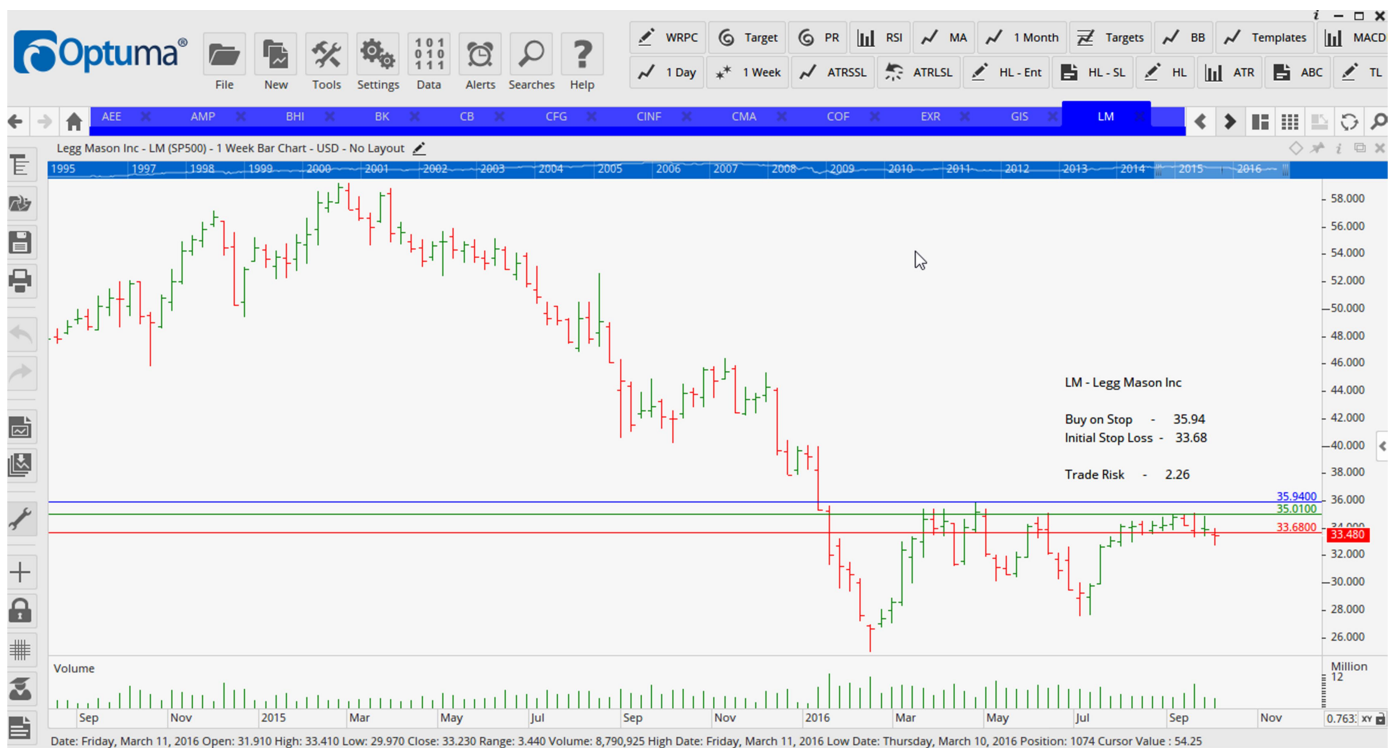 i
Optuma®
WRPC Target PR RSI MA 1 Month Targets BB Templates MACD
1 Day 1 Week ATRSSL ATRLSL HL - Ent HL - SL HL ATR ABC TL
File New Tools Settings Data Alerts Searches Help
AEE AMP BHI BK CB CFG CINF CMA COF EXR GIS LM
Legg Mason Inc - LM (SP500) - 1 Week Bar Chart - USD - No Layout
1995 1997 1998 1999 2000 2001 2002 2003 2004 2005 2006 2007 2008 2009 2010 2011 2012 2013 2014 2015 2016
58.000
56.000
54.000
52.000
50.000
48.000
46.000
44.000
42.000
40.000
38.000
36.000
34.000
32.000
30.000
28.000
26.000
LM - Legg Mason Inc
Buy on Stop - 35.94
Initial Stop Loss - 33.68
Trade Risk - 2.26
35.9400
35.0100
33.6800
33.480
Volume
Million
12
Sep Nov 2015 Mar May Jul Sep Nov 2016 Mar May Jul Sep Nov
XY
Date: Friday, March 11, 2016 Open: 31.910 High: 33.410 Low: 29.970 Close: 33.230 Range: 3.440 Volume: 8,790,925 High Date: Friday, March 11, 2016 Low Date: Thursday, March 10, 2016 Position: 1074 Cursor Value : 54.25